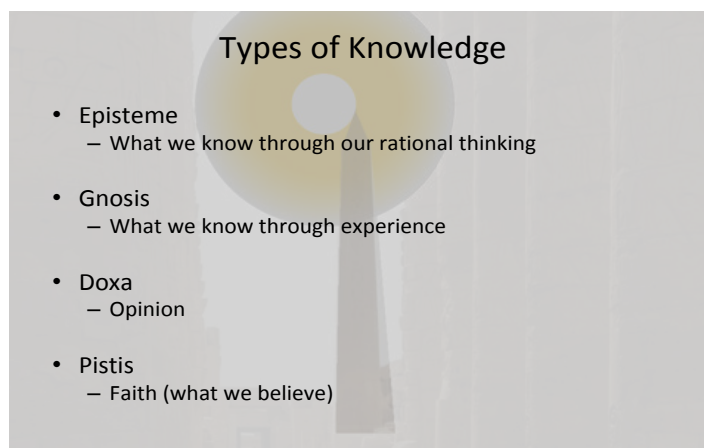 Types of Knowledge
• Episteme
– What we know through our rational thinking
• Gnosis
– What we know through experience
• Doxa
– Opinion
• Pistis
– Faith (what we believe)